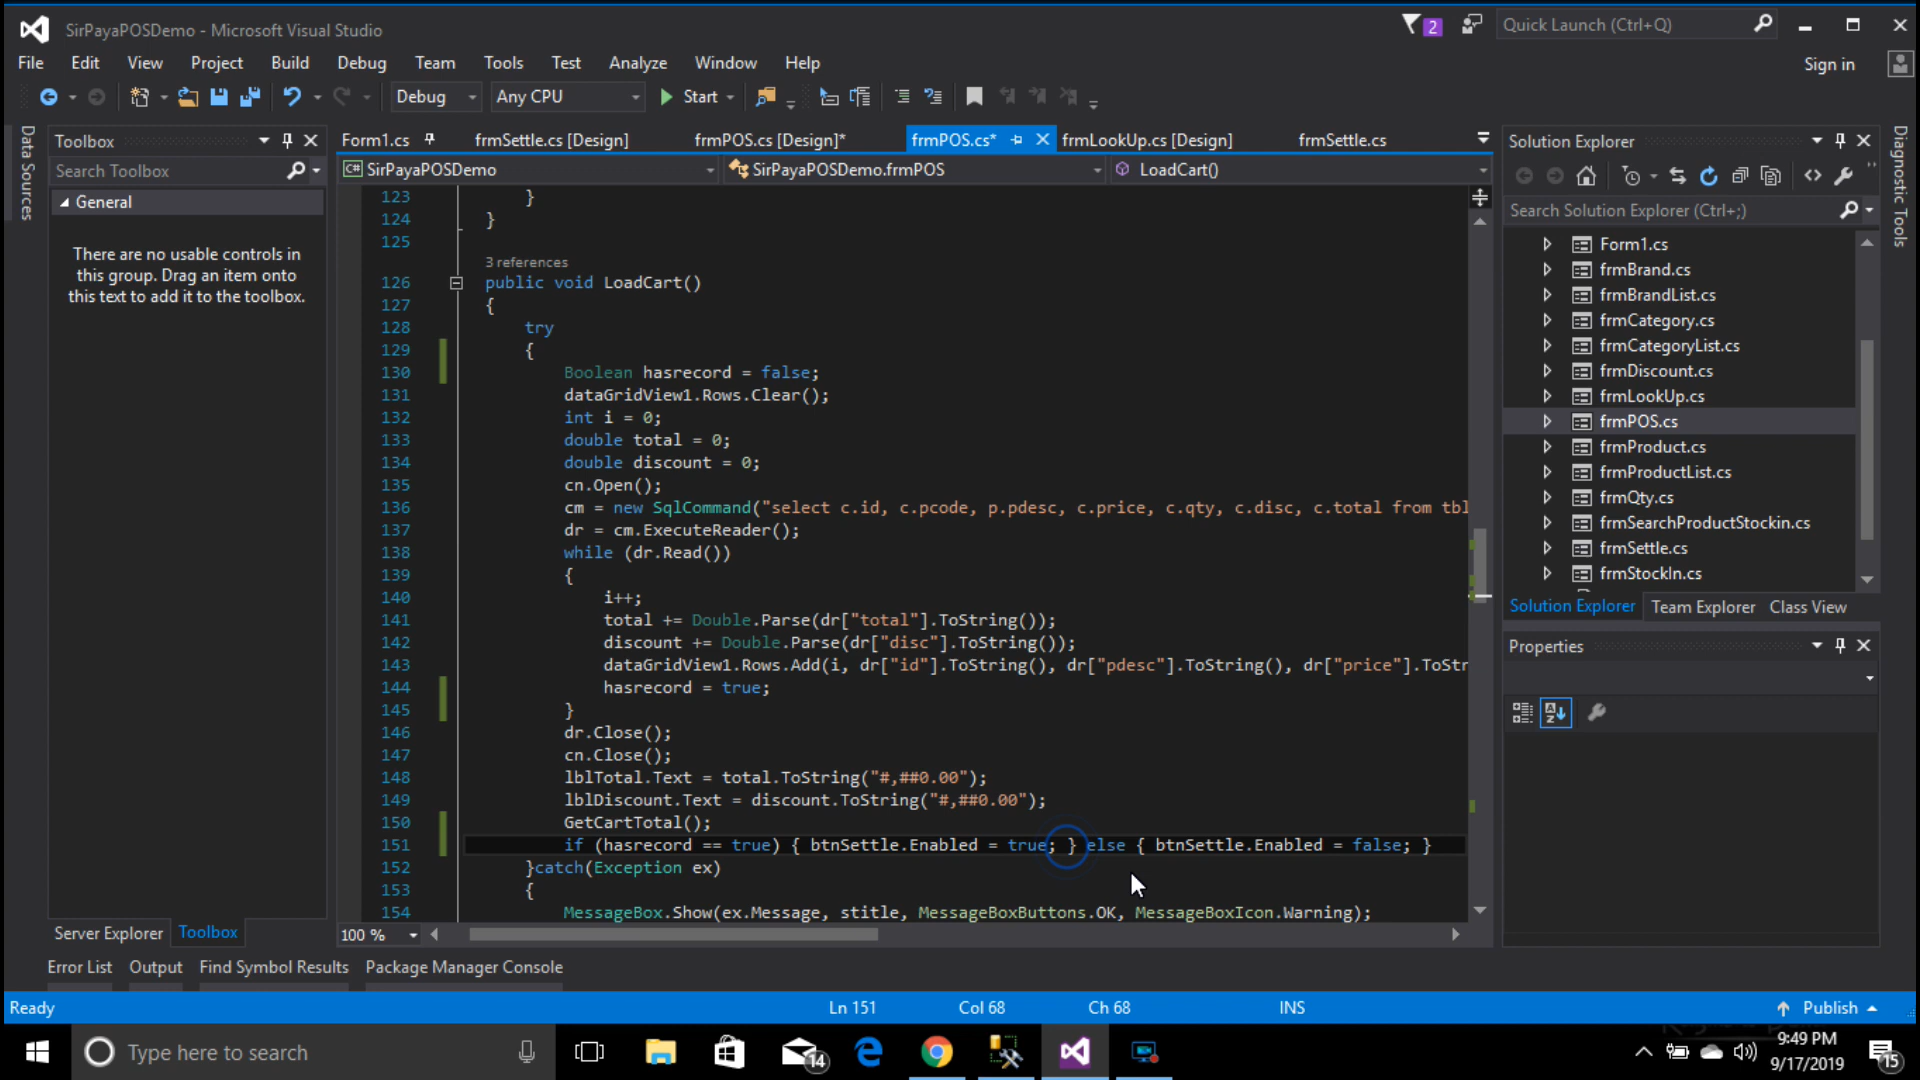 SirPayaPOSDemo - Microsoft Visual Studio
2
Quick Launch (Ctrl+Q)
File Edit View Project Build Debug Team Tools Test Analyze Window Help
Sign in
Debug Any CPU Start
Data Sources
Toolbox
Search Toolbox
General
There are no usable controls in
this group. Drag an item onto
this text to add it to the toolbox.
Server Explorer Toolbox
Form1.cs frmSettle.cs [Design] frmPOS.cs [Design]* frmPOS.cs* frmLookUp.cs [Design] frmSettle.cs
C# SirPayaPOSDemo SirPayaPOSDemo.frmPOS LoadCart()
123 }
124 }
125
3 references
126 public void LoadCart()
127 {
128 try
129 {
130 Boolean hasrecord = false;
131 dataGridView1.Rows.Clear();
132 int i = 0;
133 double total = 0;
134 double discount = 0;
135 cn.Open();
136 cm = new SqlCommand("select c.id, c.pcode, p.pdesc, c.price, c.qty, c.disc, c.total from tbl
137 dr = cm.ExecuteReader();
138 while (dr.Read())
139 {
140 i++;
141 total += Double.Parse(dr["total"].ToString());
142 discount += Double.Parse(dr["disc"].ToString());
143 dataGridView1.Rows.Add(i, dr["id"].ToString(), dr["pdesc"].ToString(), dr["price"].ToStr
144 hasrecord = true;
145 }
146 dr.Close();
147 cn.Close();
148 lblTotal.Text = total.ToString("#,##0.00");
149 lblDiscount.Text = discount.ToString("#,##0.00");
150 GetCartTotal();
151 if (hasrecord == true) { btnSettle.Enabled = true; } else { btnSettle.Enabled = false; }
152 }catch(Exception ex)
153 {
154 MessageBox.Show(ex.Message, stitle, MessageBoxButtons.OK, MessageBoxIcon.Warning);
100 %
Solution Explorer
Search Solution Explorer (Ctrl+;)
Form1.cs
frmBrand.cs
frmBrandList.cs
frmCategory.cs
frmCategoryList.cs
frmDiscount.cs
frmLookUp.cs
frmPOS.cs
frmProduct.cs
frmProductList.cs
frmQty.cs
frmSearchProductStockin.cs
frmSettle.cs
frmStockIn.cs
Solution Explorer Team Explorer Class View
Properties
Diagnostic Tools
Error List Output Find Symbol Results Package Manager Console
Ready Ln 151 Col 68 Ch 68 INS Publish
Type here to search
14
9:49 PM
9/17/2019
15